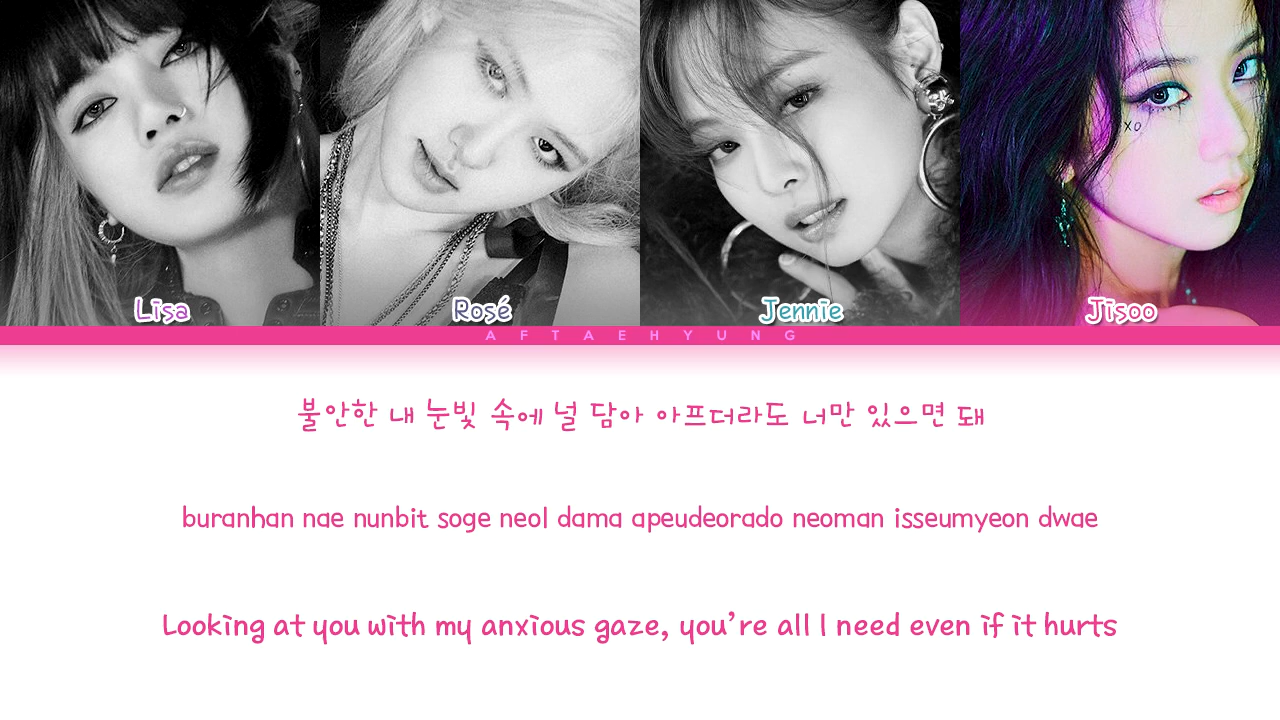 xo
Lisa
Rosé
Jennie
Jisoo
AFTAEHYUNG
불안한 내 눈빛 속에 널 담아 아프더라도 너만 있으면 돼
buranhan nae nunbit soge neol dama apeudeorado neoman isseumyeon dwae
Looking at you with my anxious gaze, you’re all I need even if it hurts